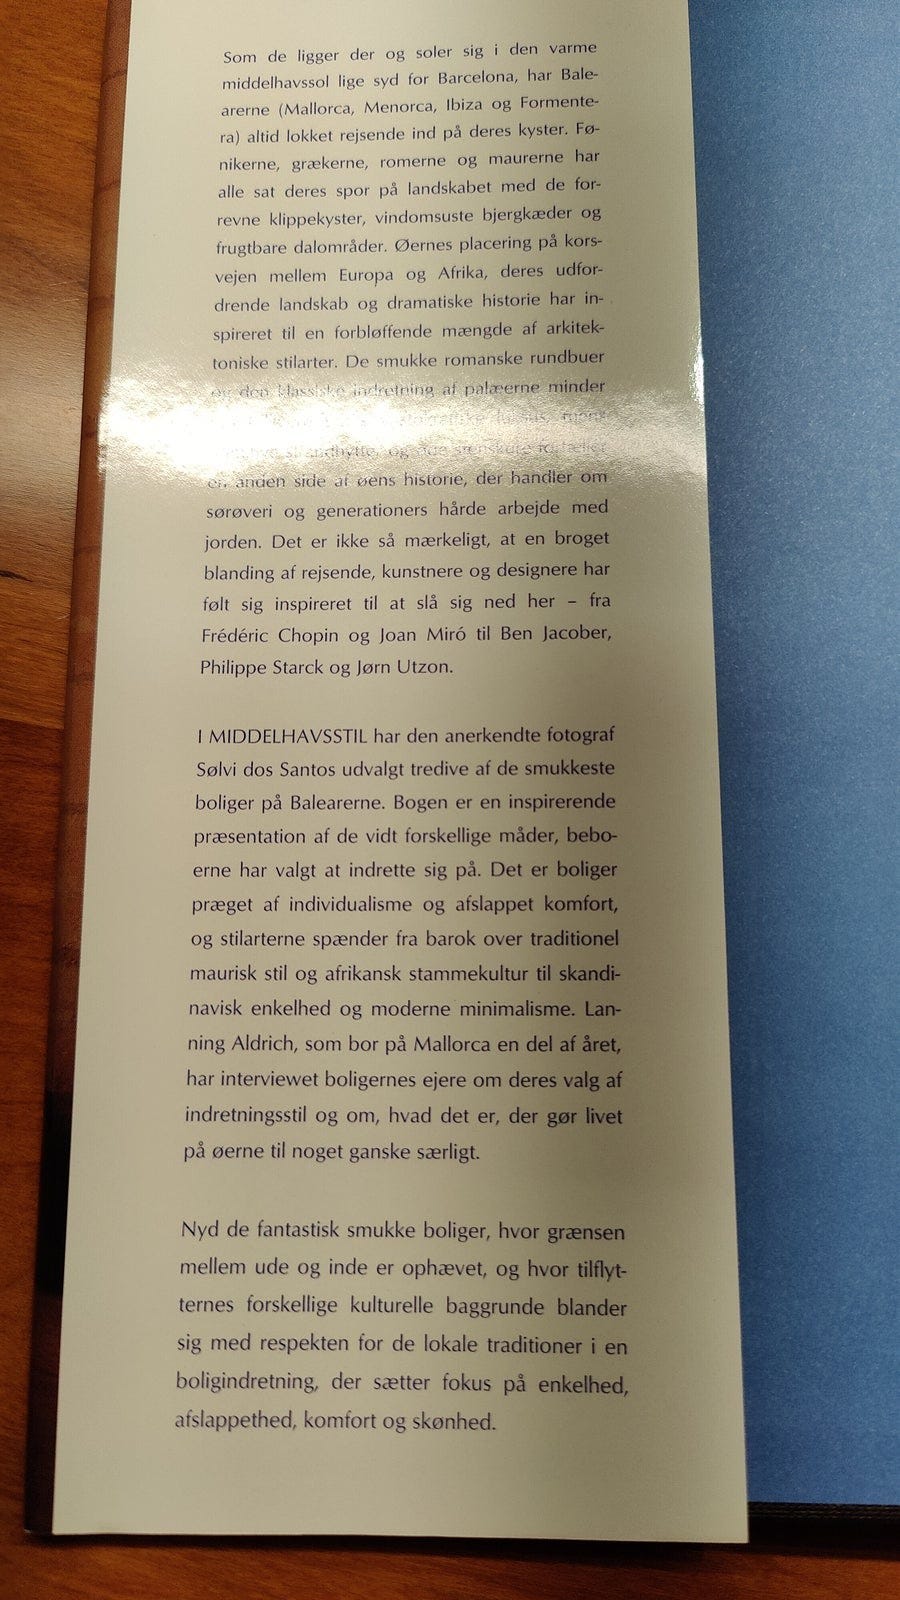 Som de ligger der og soler sig i den varme
middelhavssol lige syd for Barcelona, har Bale-
arerne (Mallorca, Menorca, Ibiza og Formente-
ra) altid lokket rejsende ind på deres kyster. Fø-
nikerne, grækerne, romerne og maurerne har
alle sat deres spor på landskabet med de for-
revne klippekyster, vindomsuste bjergkæder og
frugtbare dalområder. Øernes placering på kors-
vejen mellem Europa og Afrika, deres udfor-
drende landskab og dramatiske historie har in-
spireret til en forbløffende mængde af arkitek-
toniske stilarter. De smukke romanske rundbuer
og den klassiske indretning af palæerne minder
og
en anden side af øens historie, der handler om
sørøveri og generationers hårde arbejde med
jorden. Det er ikke så mærkeligt, at en broget
blanding af rejsende, kunstnere og designere har
følt sig inspireret til at slå sig ned her – fra
Frédéric Chopin og Joan Miró til Ben Jacober,
Philippe Starck og Jørn Utzon.
I MIDDELHAVSSTIL har den anerkendte fotograf
Sølvi dos Santos udvalgt tredive af de smukkeste
boliger på Balearerne. Bogen er en inspirerende
præsentation af de vidt forskellige måder, bebo-
erne har valgt at indrette sig på. Det er boliger
præget af individualisme og afslappet komfort,
og stilarterne spænder fra barok over traditionel
maurisk stil og afrikansk stammekultur til skandi-
navisk enkelhed og moderne minimalisme. Lan-
ning Aldrich, som bor på Mallorca en del af året,
har interviewet boligernes ejere om deres valg af
indretningsstil og om, hvad det er, der gør livet
på øerne til noget ganske særligt.
Nyd de fantastisk smukke boliger, hvor grænsen
mellem ude og inde er ophævet, og hvor tilflyt-
ternes forskellige kulturelle baggrunde blander
sig med respekten for de lokale traditioner i en
boligindretning, der sætter fokus på enkelhed,
afslappethed, komfort og skønhed.